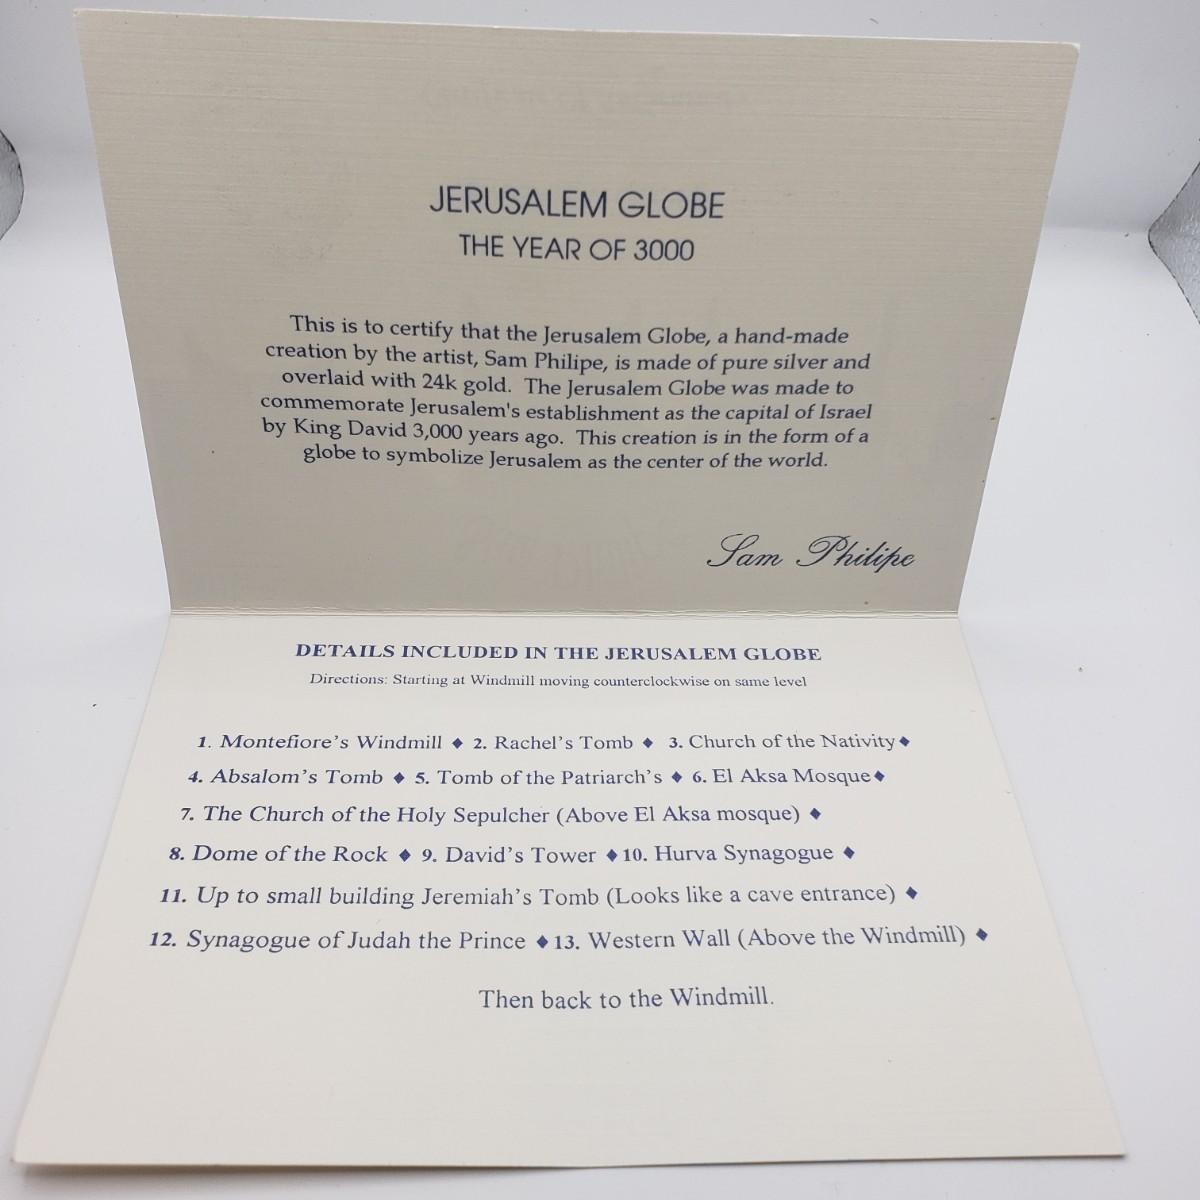 JERUSALEM GLOBE
THE YEAR OF 3000
This is to certify that the Jerusalem Globe, a hand-made
creation by the artist, Sam Philipe, is made of pure silver and
overlaid with 24k gold. The Jerusalem Globe was made to
commemorate Jerusalem's establishment as the capital of Israel
by King David 3,000 years ago. This creation is in the form of a
globe to symbolize Jerusalem as the center of the world.
Sam Philipe
DETAILS INCLUDED IN THE JERUSALEM GLOBE
Directions: Starting at Windmill moving counterclockwise on same level
1. Montefiore's Windmill ◆ 2. Rachel's Tomb ◆ 3. Church of the Nativity ◆
4. Absalom's Tomb ◆ 5. Tomb of the Patriarch's ◆ 6. El Aksa Mosque ◆
7. The Church of the Holy Sepulcher (Above El Aksa mosque) ◆
8. Dome of the Rock ◆ 9. David's Tower ◆ 10. Hurva Synagogue ◆
11. Up to small building Jeremiah's Tomb (Looks like a cave entrance) ◆
12. Synagogue of Judah the Prince ◆ 13. Western Wall (Above the Windmill) ◆
Then back to the Windmill.